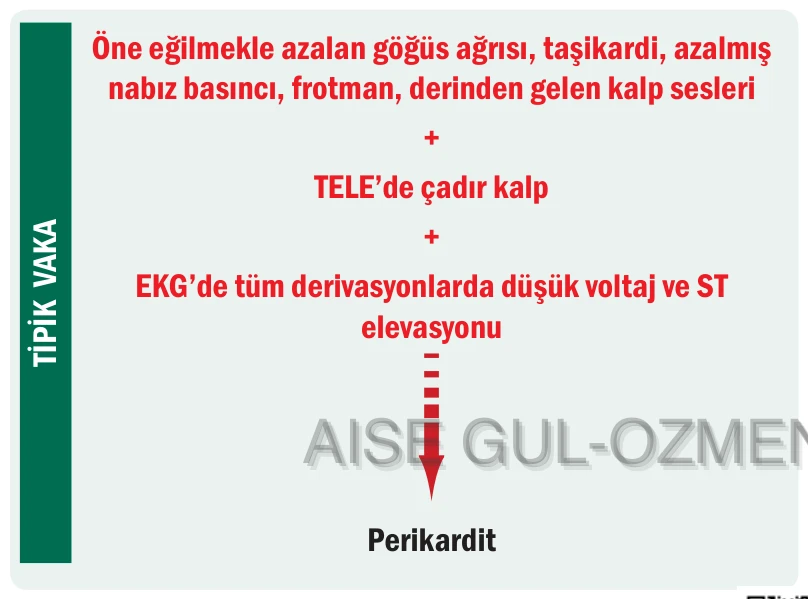 TİPİK VAKA
Öne eğilmekle azalan göğüs ağrısı, taşikardi, azalmış
nabız basıncı, frotman, derinden gelen kalp sesleri
+
TELE’de çadır kalp
+
EKG’de tüm derivasyonlarda düşük voltaj ve ST
elevasyonu
AISE GUL-OZMEN
Perikardit